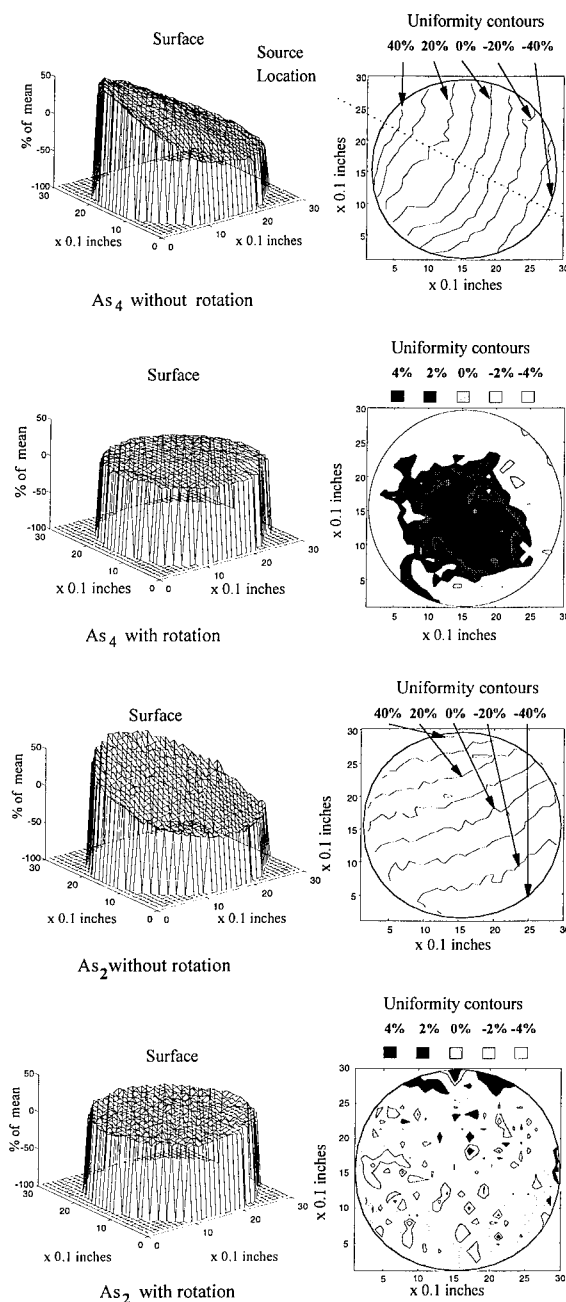 Surface
Source
Location
Uniformity contours
40% 20% 0% -20% -40%
% of mean
50
0
-50
-100
30
20
10
0
0
10
20
30
x 0.1 inches
x 0.1 inches
x 0.1 inches
30
25
20
15
10
5
5 10 15 20 25 30
x 0.1 inches
As4 without rotation
Surface
Uniformity contours
4% 2% 0% -2% -4%
% of mean
50
0
-50
-100
30
20
10
0
0
10
20
30
x 0.1 inches
x 0.1 inches
x 0.1 inches
30
25
20
15
10
5
5 10 15 20 25 30
x 0.1 inches
As4 with rotation
Surface
Uniformity contours
40% 20% 0% -20% -40%
% of mean
50
0
-50
-100
30
20
10
0
0
10
20
30
x 0.1 inches
x 0.1 inches
x 0.1 inches
30
25
20
15
10
5
5 10 15 20 25 30
x 0.1 inches
As2 without rotation
Surface
Uniformity contours
4% 2% 0% -2% -4%
% of mean
50
0
-50
-100
30
20
10
0
0
10
20
30
x 0.1 inches
x 0.1 inches
x 0.1 inches
30
25
20
15
10
5
5 10 15 20 25 30
x 0.1 inches
As2 with rotation